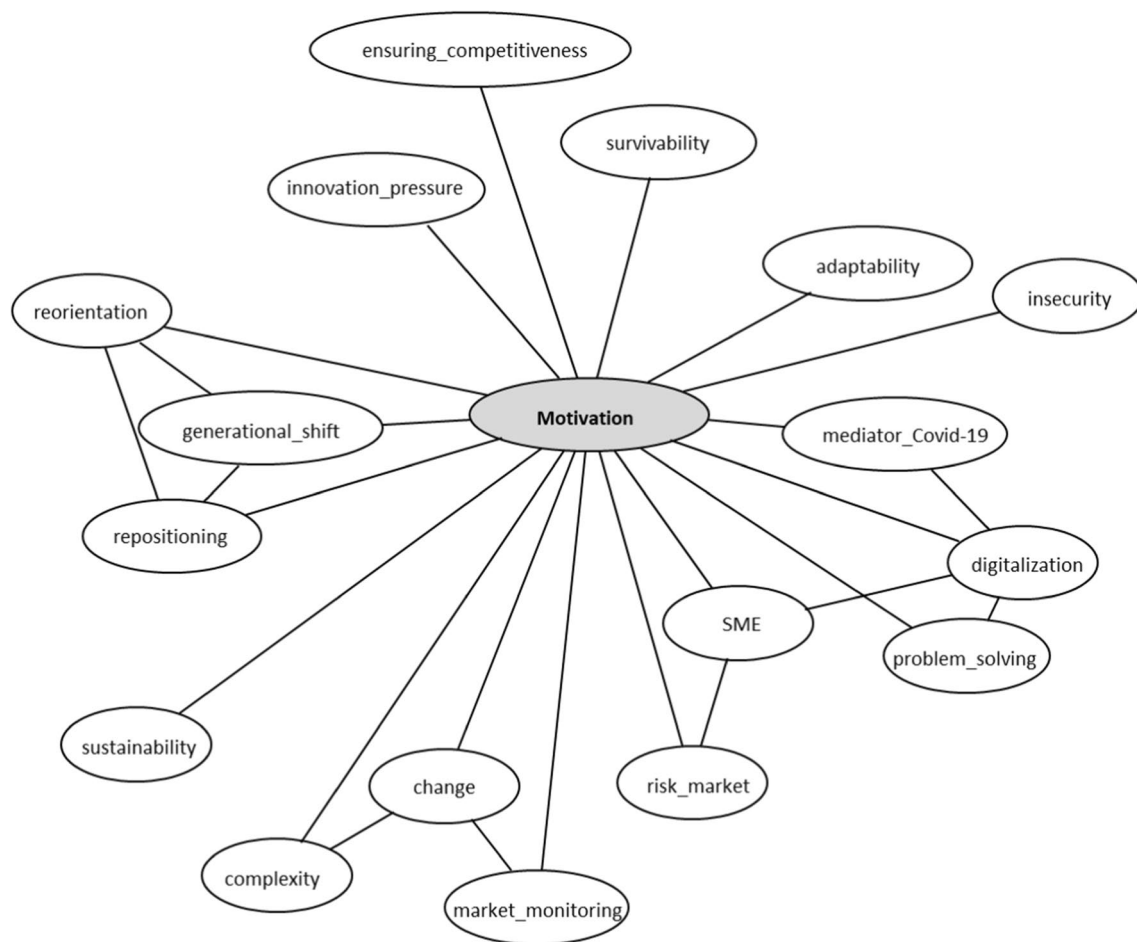 ensuring_competitiveness
survivability
innovation_pressure
adaptability
insecurity
reorientation
Motivation
generational_shift
mediator_Covid-19
repositioning
digitalization
SME
problem_solving
sustainability
change
risk_market
complexity
market_monitoring